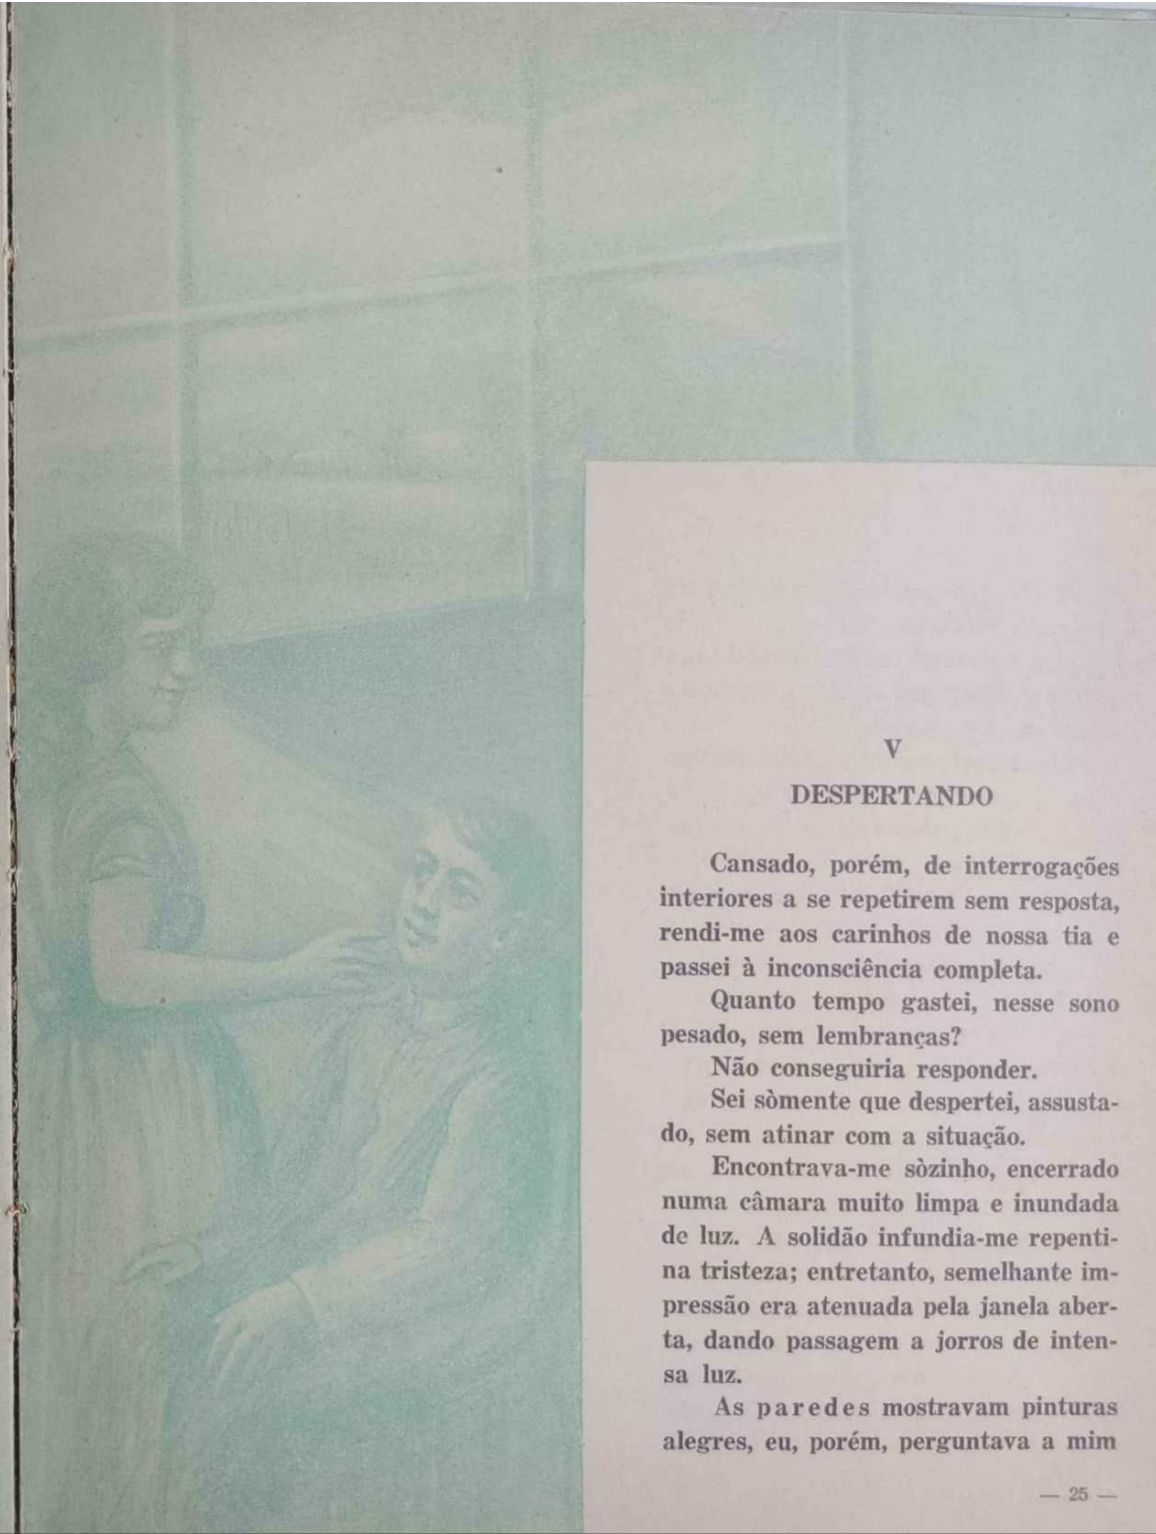 V
DESPERTANDO
Cansado, porém, de interrogações
interiores a se repetirem sem resposta,
rendi-me aos carinhos de nossa tia e
passei à inconsciência completa.
Quanto tempo gastei, nesse sono
pesado, sem lembranças?
Não conseguiria responder.
Sei sòmente que despertei, assusta-
do, sem atinar com a situação.
Encontrava-me sòzinho, encerrado
numa câmara muito limpa e inundada
de luz. A solidão infundia-me repenti-
na tristeza; entretanto, semelhante im-
pressão era atenuada pela janela aber-
ta, dando passagem a jorros de inten-
sa luz.
As paredes mostravam pinturas
alegres, eu, porém, perguntava a mim
— 25 —